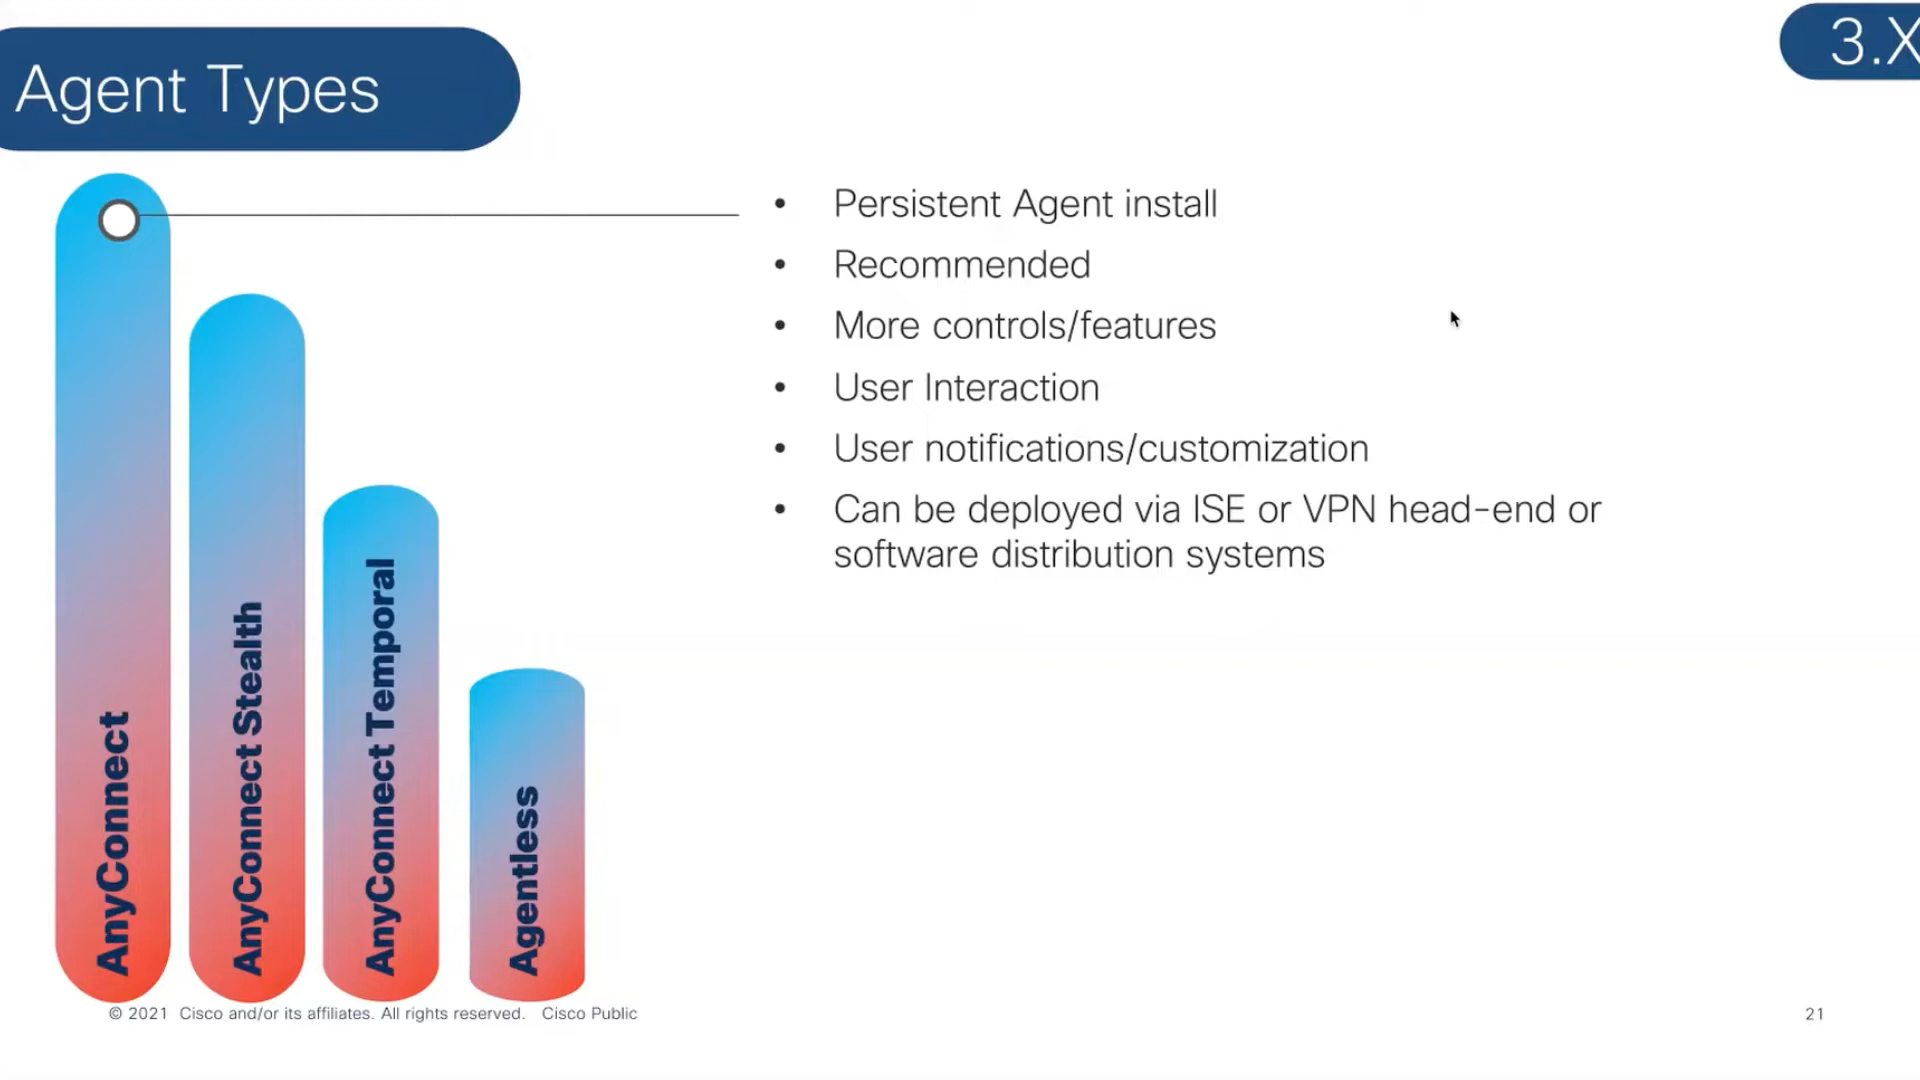 Agent Types
3.X
• Persistent Agent install
• Recommended
• More controls/features
• User Interaction
• User notifications/customization
• Can be deployed via ISE or VPN head-end or
software distribution systems
AnyConnect
AnyConnect Stealth
AnyConnect Temporal
Agentless
© 2021 Cisco and/or its affiliates. All rights reserved. Cisco Public
21